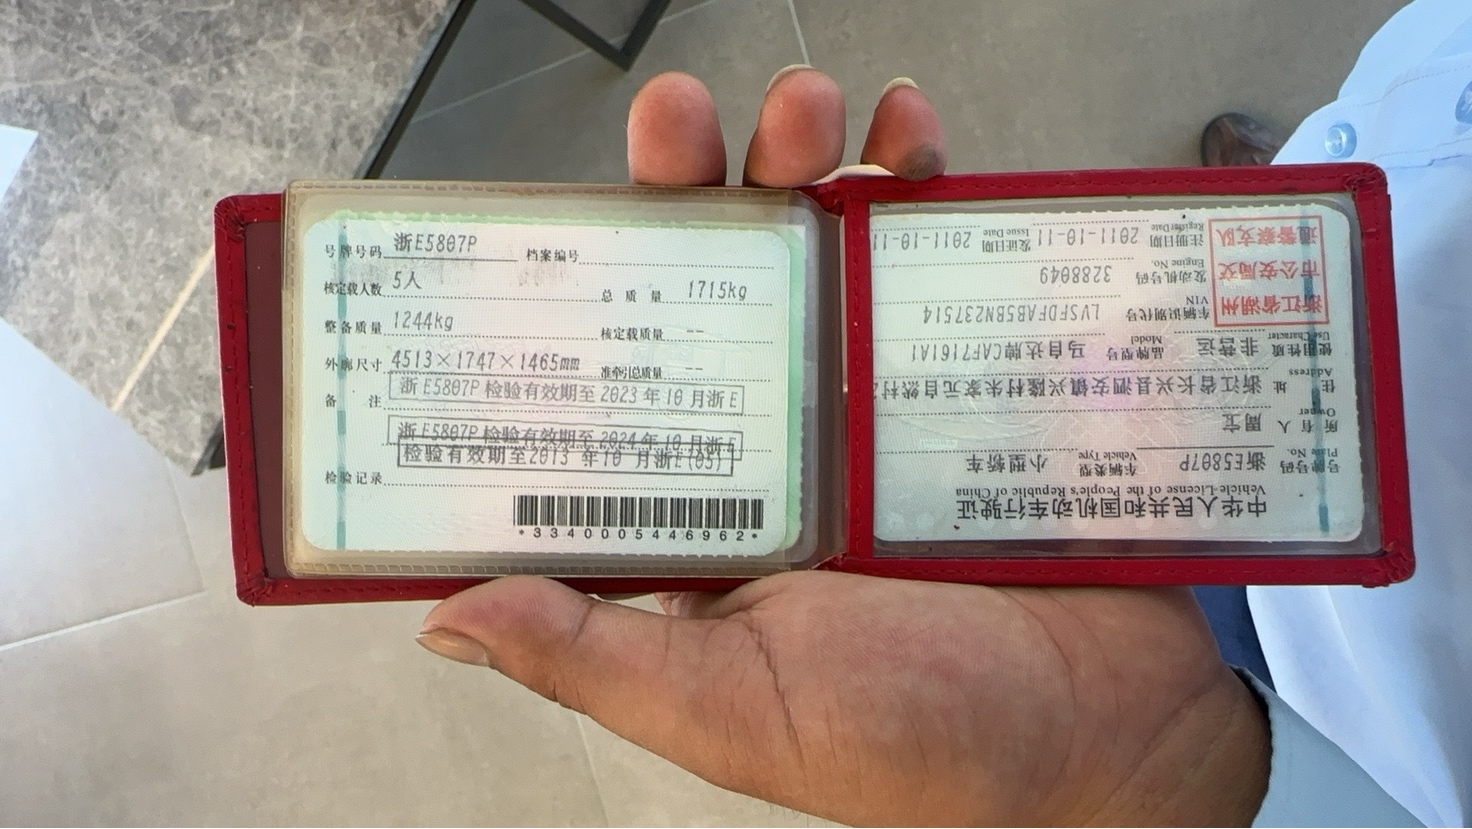 号牌号码 浙E5807P 档案编号
核定载人数 5人 总质量 1715kg
整备质量 1244kg 核定载质量 --
外廓尺寸 4513×1747×1465mm 准牵引总质量 --
备注 浙E5807P 检验有效期至2023年10月浙E
浙E5807P 检验有效期至2024年10月浙E
检验有效期至2013年10月浙E(05)
检验记录
*3340005446962*
中华人民共和国机动车行驶证
Vehicle License of the People's Republic of China
号牌号码 浙E5807P 车辆类型 小型轿车
Plate No. Vehicle Type
所有人 周宝
Owner
住址 浙江省长兴县泗安镇兴隆村朱家元自然村
Address
使用性质 非营运 品牌型号 马自达牌CAF7161A1
Use Character Model
车辆识别代号 LVSFDFAB5BN237514
VIN
发动机号码 3288049
Engine No.
注册日期 2011-10-11 发证日期 2011-10-11
Register Date Issue Date
浙江省湖州
市公安局交
通警察支队